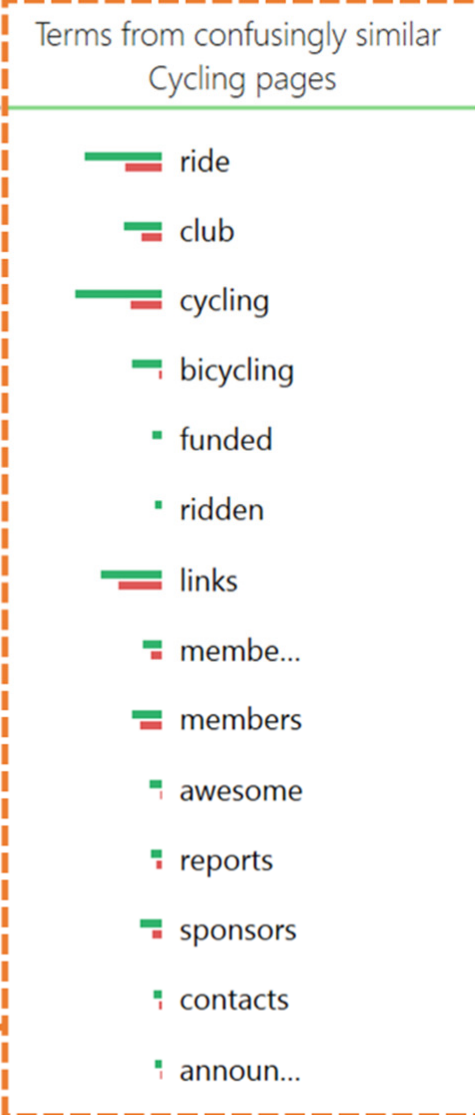 Terms from confusingly similar
Cycling pages
ride
club
cycling
bicycling
funded
ridden
links
membe...
members
awesome
reports
sponsors
contacts
announ...